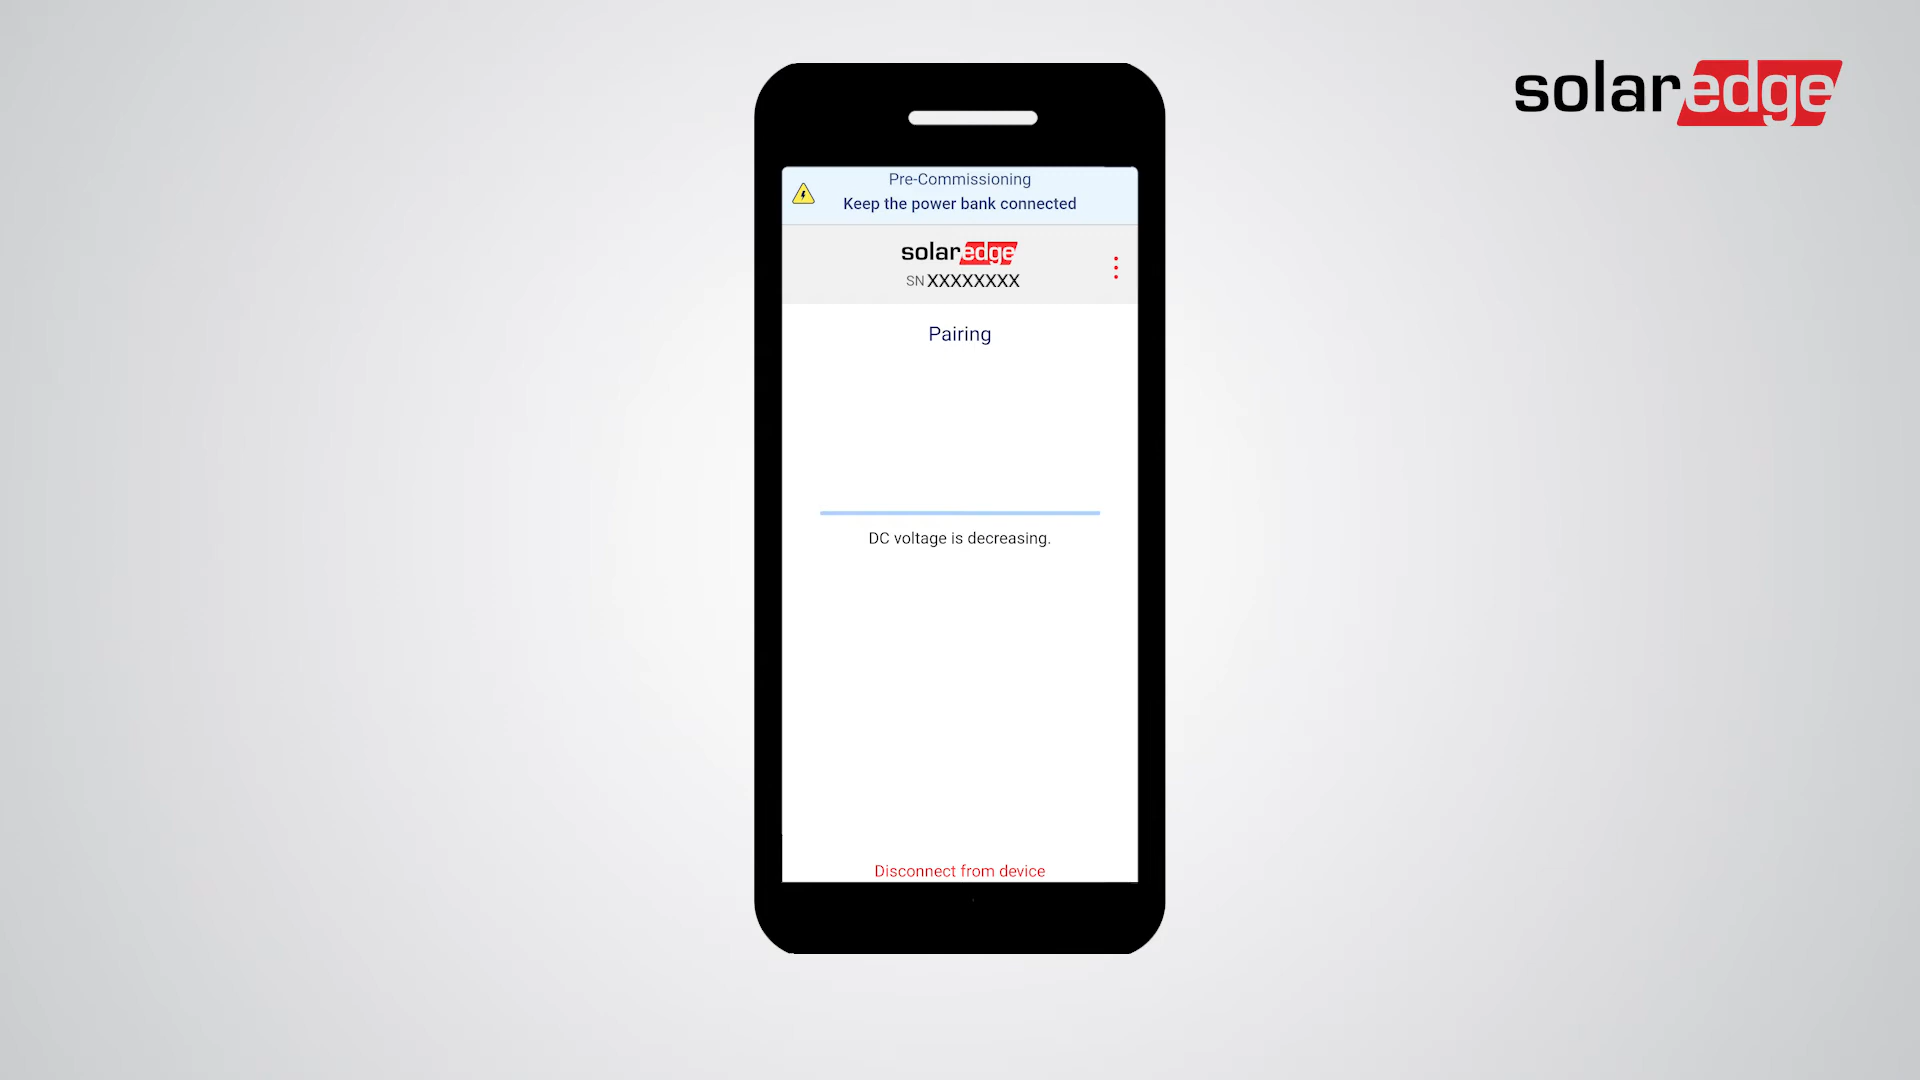 solaredge
Pre-Commissioning
Keep the power bank connected
solaredge
SN XXXXXXXX
Pairing
DC voltage is decreasing.
Disconnect from device